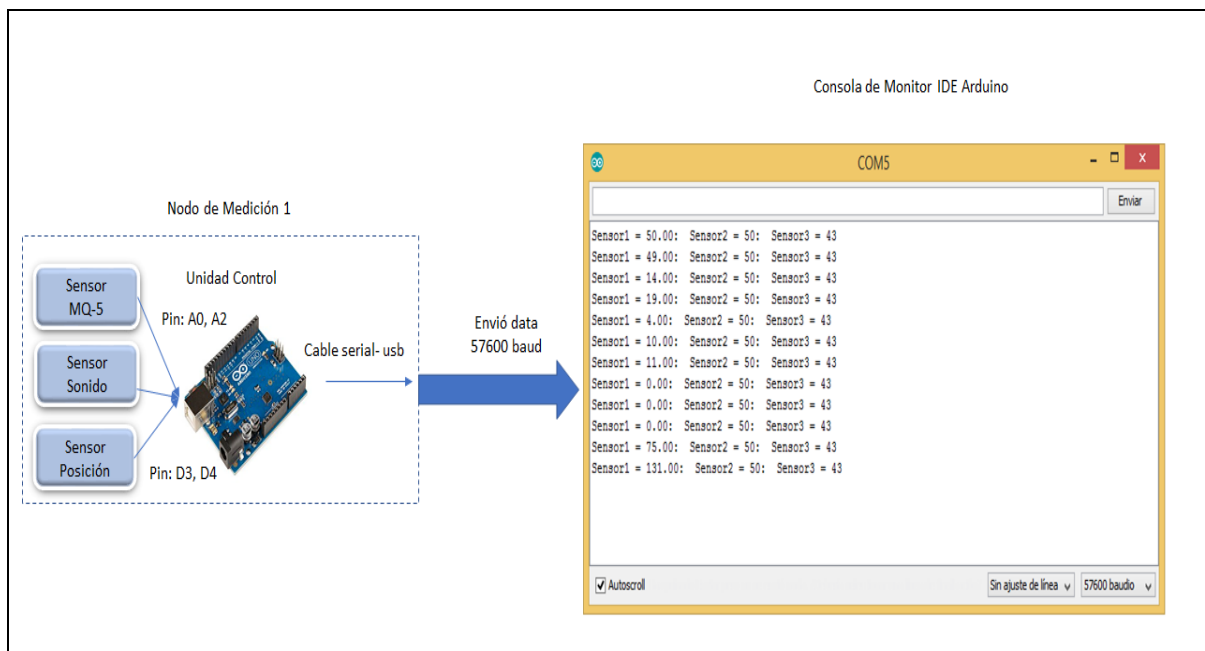 Consola de Monitor IDE Arduino
Nodo de Medición 1
Sensor
MQ-5
Sensor
Sonido
Sensor
Posición
Unidad Control
Pin: A0, A2
Pin: D3, D4
Cable serial- usb
Envió data
57600 baud
COM5
Enviar
Sensor1 = 50.00:  Sensor2 = 50:  Sensor3 = 43
Sensor1 = 49.00:  Sensor2 = 50:  Sensor3 = 43
Sensor1 = 14.00:  Sensor2 = 50:  Sensor3 = 43
Sensor1 = 19.00:  Sensor2 = 50:  Sensor3 = 43
Sensor1 = 4.00:  Sensor2 = 50:  Sensor3 = 43
Sensor1 = 10.00:  Sensor2 = 50:  Sensor3 = 43
Sensor1 = 11.00:  Sensor2 = 50:  Sensor3 = 43
Sensor1 = 0.00:  Sensor2 = 50:  Sensor3 = 43
Sensor1 = 0.00:  Sensor2 = 50:  Sensor3 = 43
Sensor1 = 0.00:  Sensor2 = 50:  Sensor3 = 43
Sensor1 = 75.00:  Sensor2 = 50:  Sensor3 = 43
Sensor1 = 131.00:  Sensor2 = 50:  Sensor3 = 43
Autoscroll
Sin ajuste de línea
57600 baudio